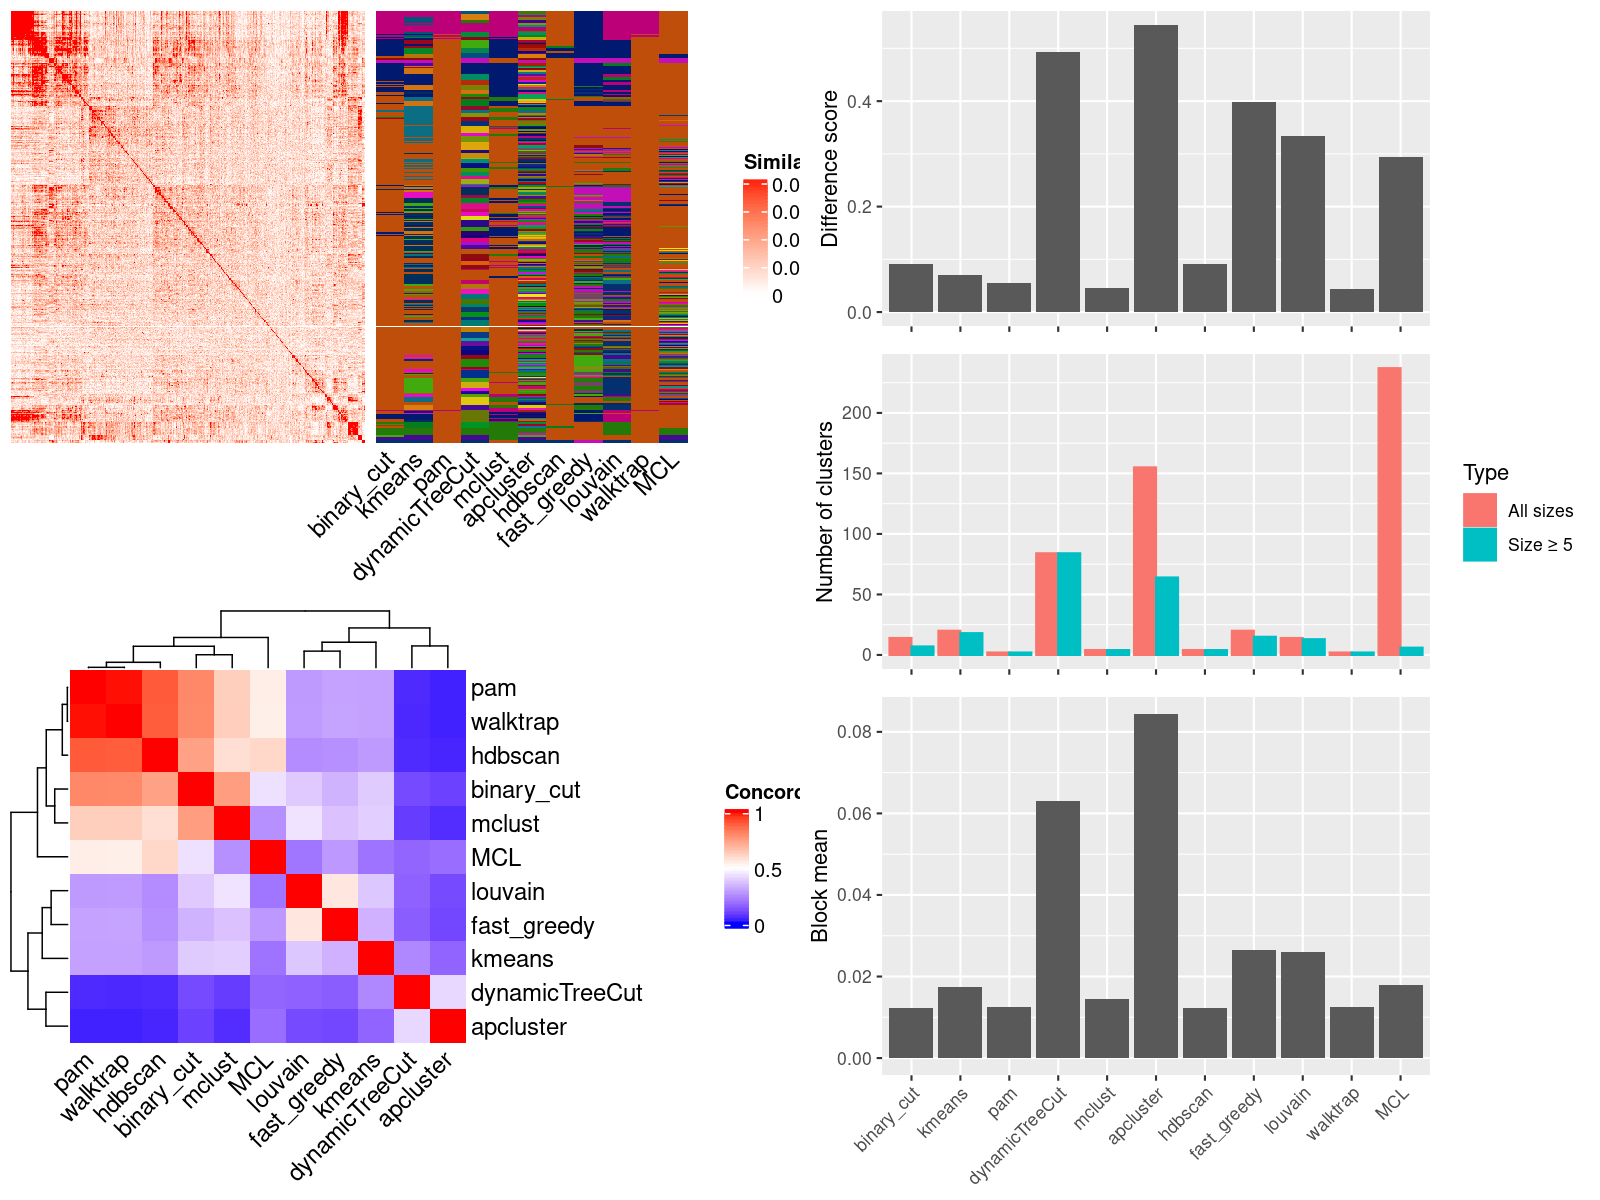 Simila
0.0
0.0
0.0
0.0
0
binary_cut
kmeans
pam
dynamicTreeCut
mclust
apcluster
hdbscan
fast_greedy
louvain
walktrap
MCL
pam
walktrap
hdbscan
binary_cut
mclust
MCL
louvain
fast_greedy
kmeans
dynamicTreeCut
apcluster
pam
walktrap
hdbscan
binary_cut
mclust
MCL
louvain
fast_greedy
kmeans
dynamicTreeCut
apcluster
Concord
1
0.5
0
Difference score
0.4
0.2
0.0
Number of clusters
200
150
100
50
0
Type
All sizes
Size ≥ 5
Block mean
0.08
0.06
0.04
0.02
0.00
binary_cut
kmeans
pam
dynamicTreeCut
mclust
apcluster
hdbscan
fast_greedy
louvain
walktrap
MCL